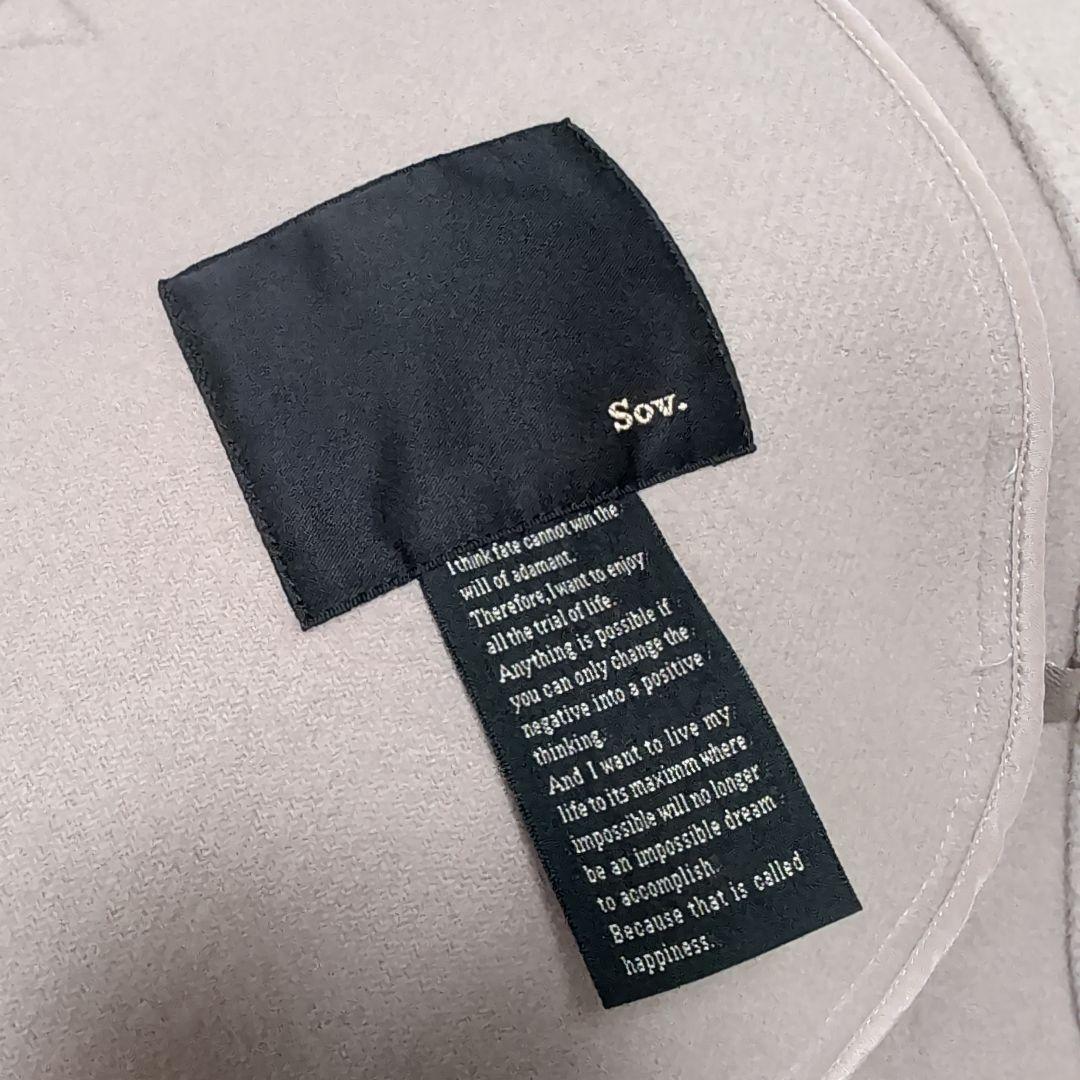 Sov.
I think fate cannot win the
will of adamant.
Therefore,I want to enjoy
all the trial of life.
Anything is possible if
you can only change the
negative into a positive
thinking.
And I want to live my
life to its maximm where
impossible will no longer
be an impossible dream
to accomplish.
Because that is called
happiness.